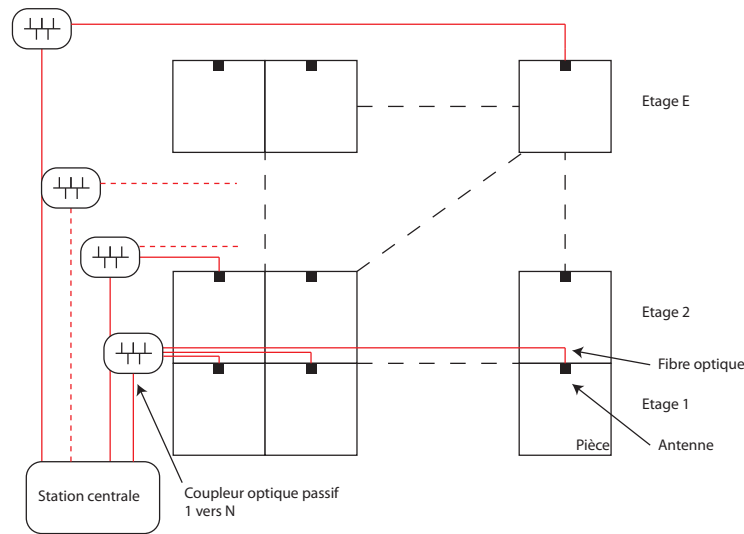 Etage E
Etage 2
Fibre optique
Etage 1
Pièce
Antenne
Station centrale
Coupleur optique passif
1 vers N